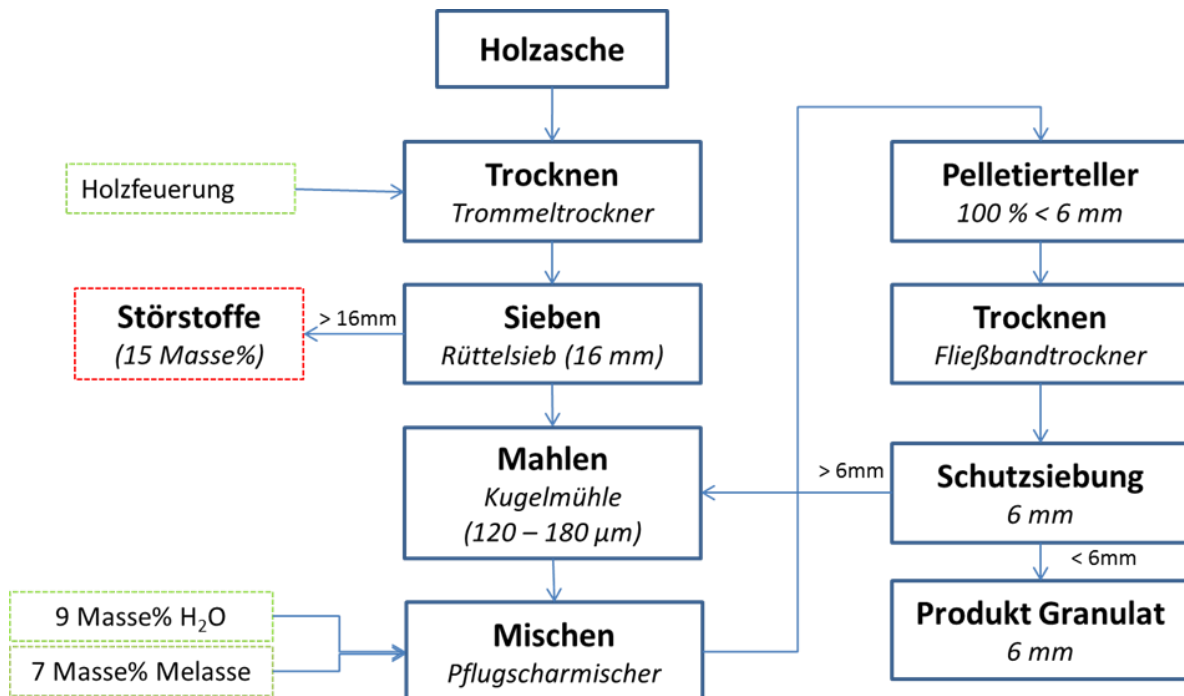 Holzasche
Holzfeuerung
Trocknen
Trommeltrockner
Störstoffe
(15 Masse%)
> 16mm
Sieben
Rüttelsieb (16 mm)
Mahlen
Kugelmühle
(120 – 180 µm)
9 Masse% H₂O
7 Masse% Melasse
Mischen
Pflugscharmischer
Pelletierteller
100 % < 6 mm
Trocknen
Fließbandtrockner
> 6mm
Schutzsiebung
6 mm
< 6mm
Produkt Granulat
6 mm